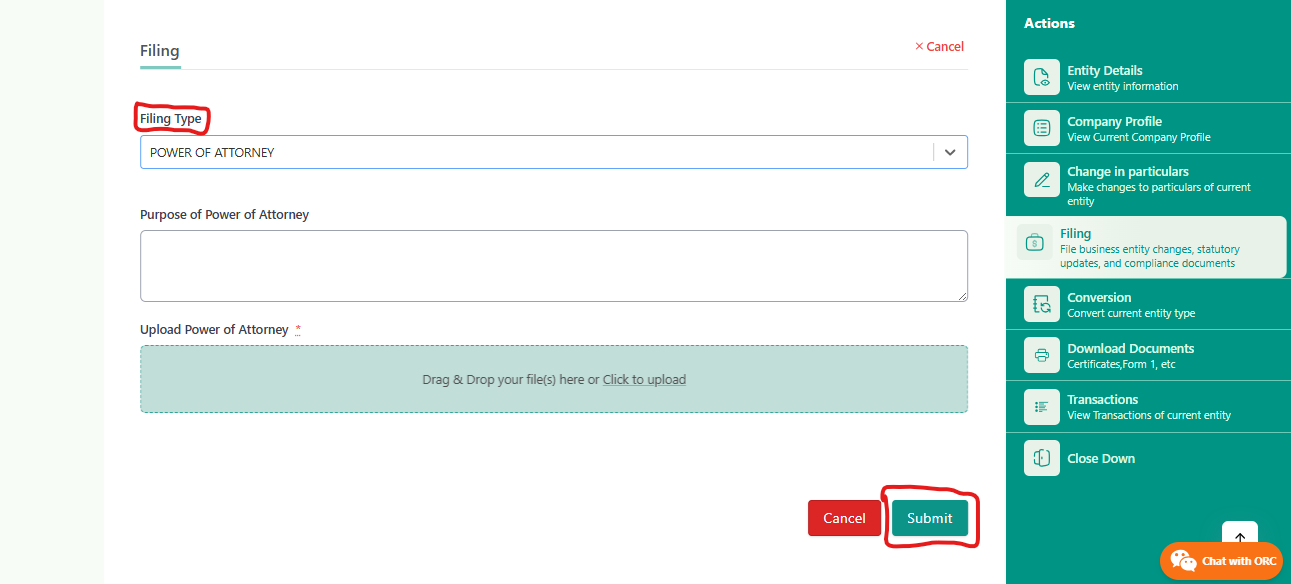 Filing
× Cancel
Filing Type
POWER OF ATTORNEY
Purpose of Power of Attorney
Upload Power of Attorney *
Drag & Drop your file(s) here or Click to upload
Cancel
Submit
Actions
Entity Details
View entity information
Company Profile
View Current Company Profile
Change in particulars
Make changes to particulars of current
entity
Filing
File business entity changes, statutory
updates, and compliance documents
Conversion
Convert current entity type
Download Documents
Certificates,Form 1, etc
Transactions
View Transactions of current entity
Close Down
Chat with ORC